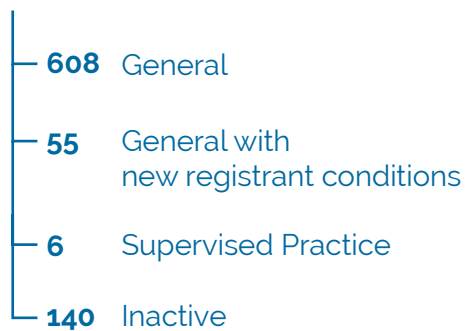 608 General
55 General with
new registrant conditions
6 Supervised Practice
140 Inactive